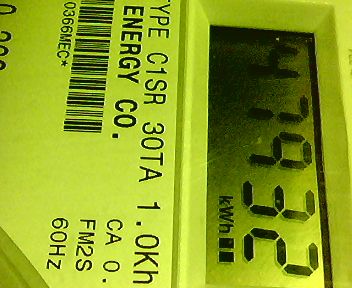 47932
kWh
TYPE C1SR 30TA 1.0Kh
ENERGY CO.
CA 0.
FM2S
60HZ
0366MEC*